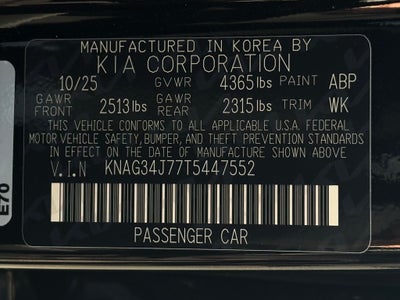 MANUFACTURED IN KOREA BY
KIA CORPORATION
10/25 GVWR 4365 lbs PAINT ABP
GAWR FRONT 2513 lbs GAWR REAR 2315 lbs TRIM WK
THIS VEHICLE CONFORMS TO ALL APPLICABLE U.S.A. FEDERAL
MOTOR VEHICLE SAFETY, BUMPER, AND THEFT PREVENTION STANDARDS
IN EFFECT ON THE DATE OF MANUFACTURE SHOWN ABOVE.
V.I.N KNAG34J77T5447552
PASSENGER CAR
E70